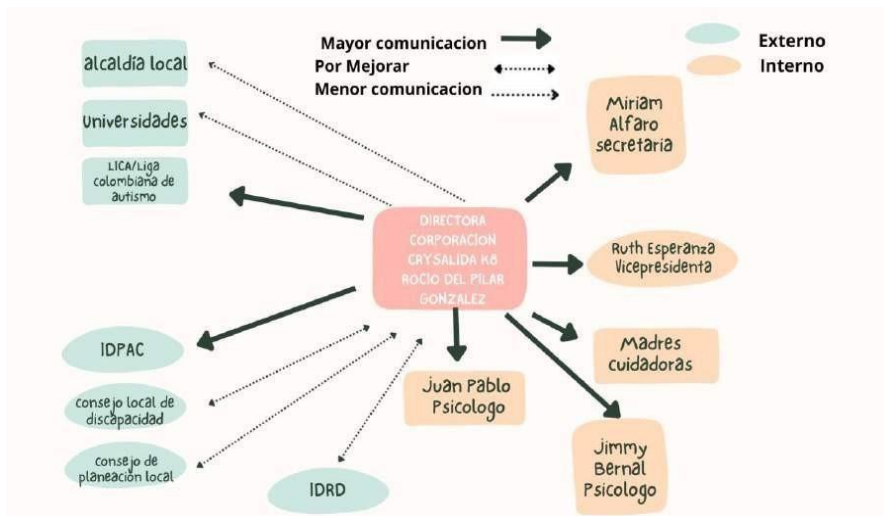 Mayor comunicacion
Por Mejorar
Menor comunicacion
Externo
Interno
alcaldía local
Universidades
LICA/Liga
colombiana de
autismo
IDPAC
consejo local de
discapacidad
consejo de
planeación local
IDRD
DIRECTORA
CORPORACION
CRYSALIDA K8
ROCIO DEL PILAR
GONZALEZ
Miriam
Alfaro
secretaria
Ruth Esperanza
Vicepresidenta
Madres
cuidadoras
Juan Pablo
Psicologo
Jimmy
Bernal
Psicologo